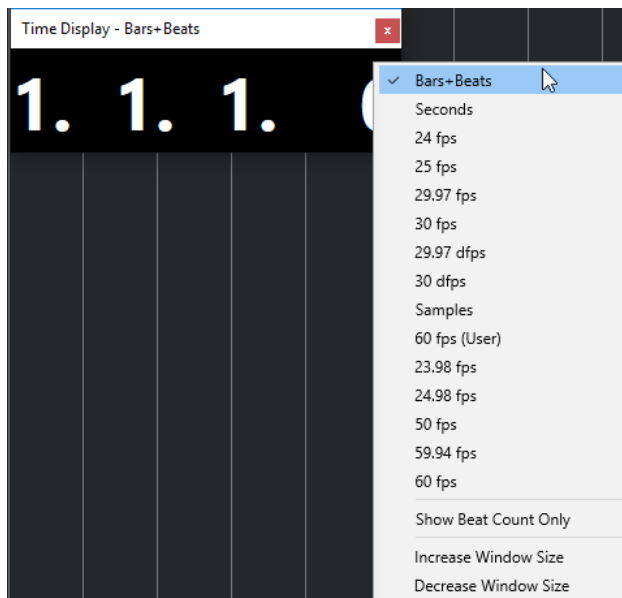 Time Display - Bars+Beats
x
1. 1. 1.
Bars+Beats
Seconds
24 fps
25 fps
29.97 fps
30 fps
29.97 dfps
30 dfps
Samples
60 fps (User)
23.98 fps
24.98 fps
50 fps
59.94 fps
60 fps
Show Beat Count Only
Increase Window Size
Decrease Window Size